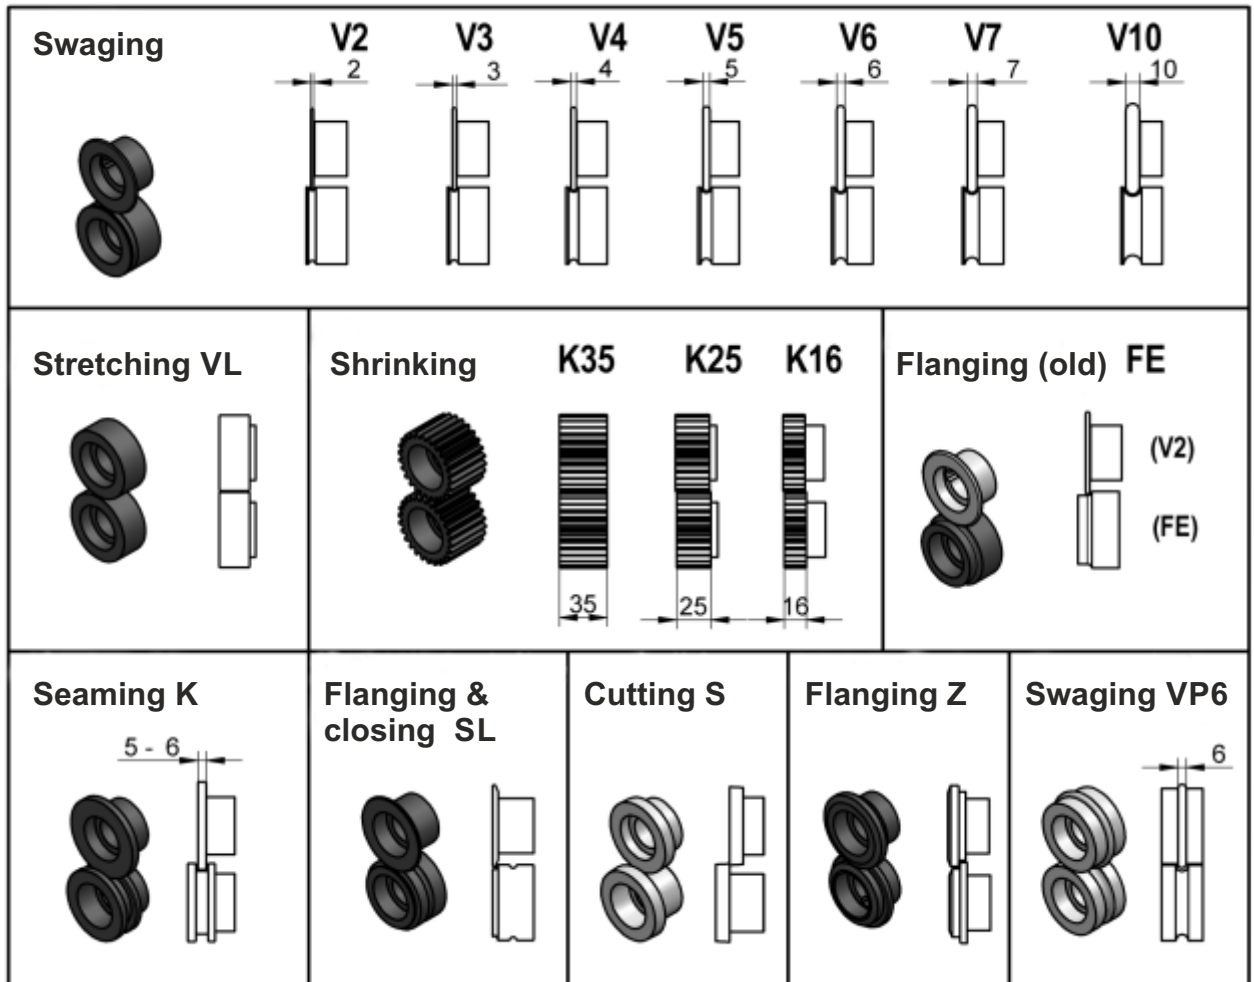 Swaging V2 V3 V4 V5 V6 V7 V10
2 3 4 5 6 7 10
Stretching VL
Shrinking K35 K25 K16
35 25 16
Flanging (old) FE
(V2)
(FE)
Seaming K
5 - 6
Flanging &
closing SL
Cutting S
Flanging Z
Swaging VP6
6